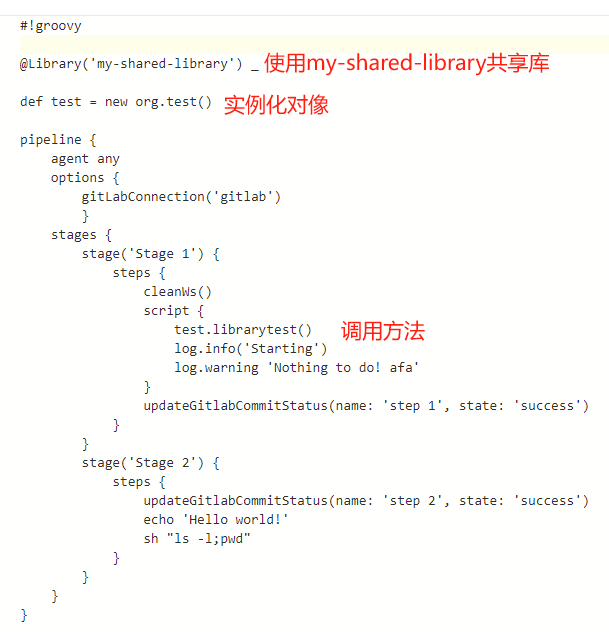 #!groovy
@Library('my-shared-library') _ 使用my-shared-library共享库
def test = new org.test() 实例化对像
pipeline {
    agent any
    options {
        gitLabConnection('gitlab')
        }
    stages {
        stage('Stage 1') {
            steps {
                cleanWs()
                script {
                    test.librarytest() 调用方法
                    log.info('Starting')
                    log.warning 'Nothing to do! afa'
                }
                updateGitlabCommitStatus(name: 'step 1', state: 'success')
            }
        }
        stage('Stage 2') {
            steps {
                updateGitlabCommitStatus(name: 'step 2', state: 'success')
                echo 'Hello world!'
                sh "ls -l;pwd"
            }
        }
    }
}